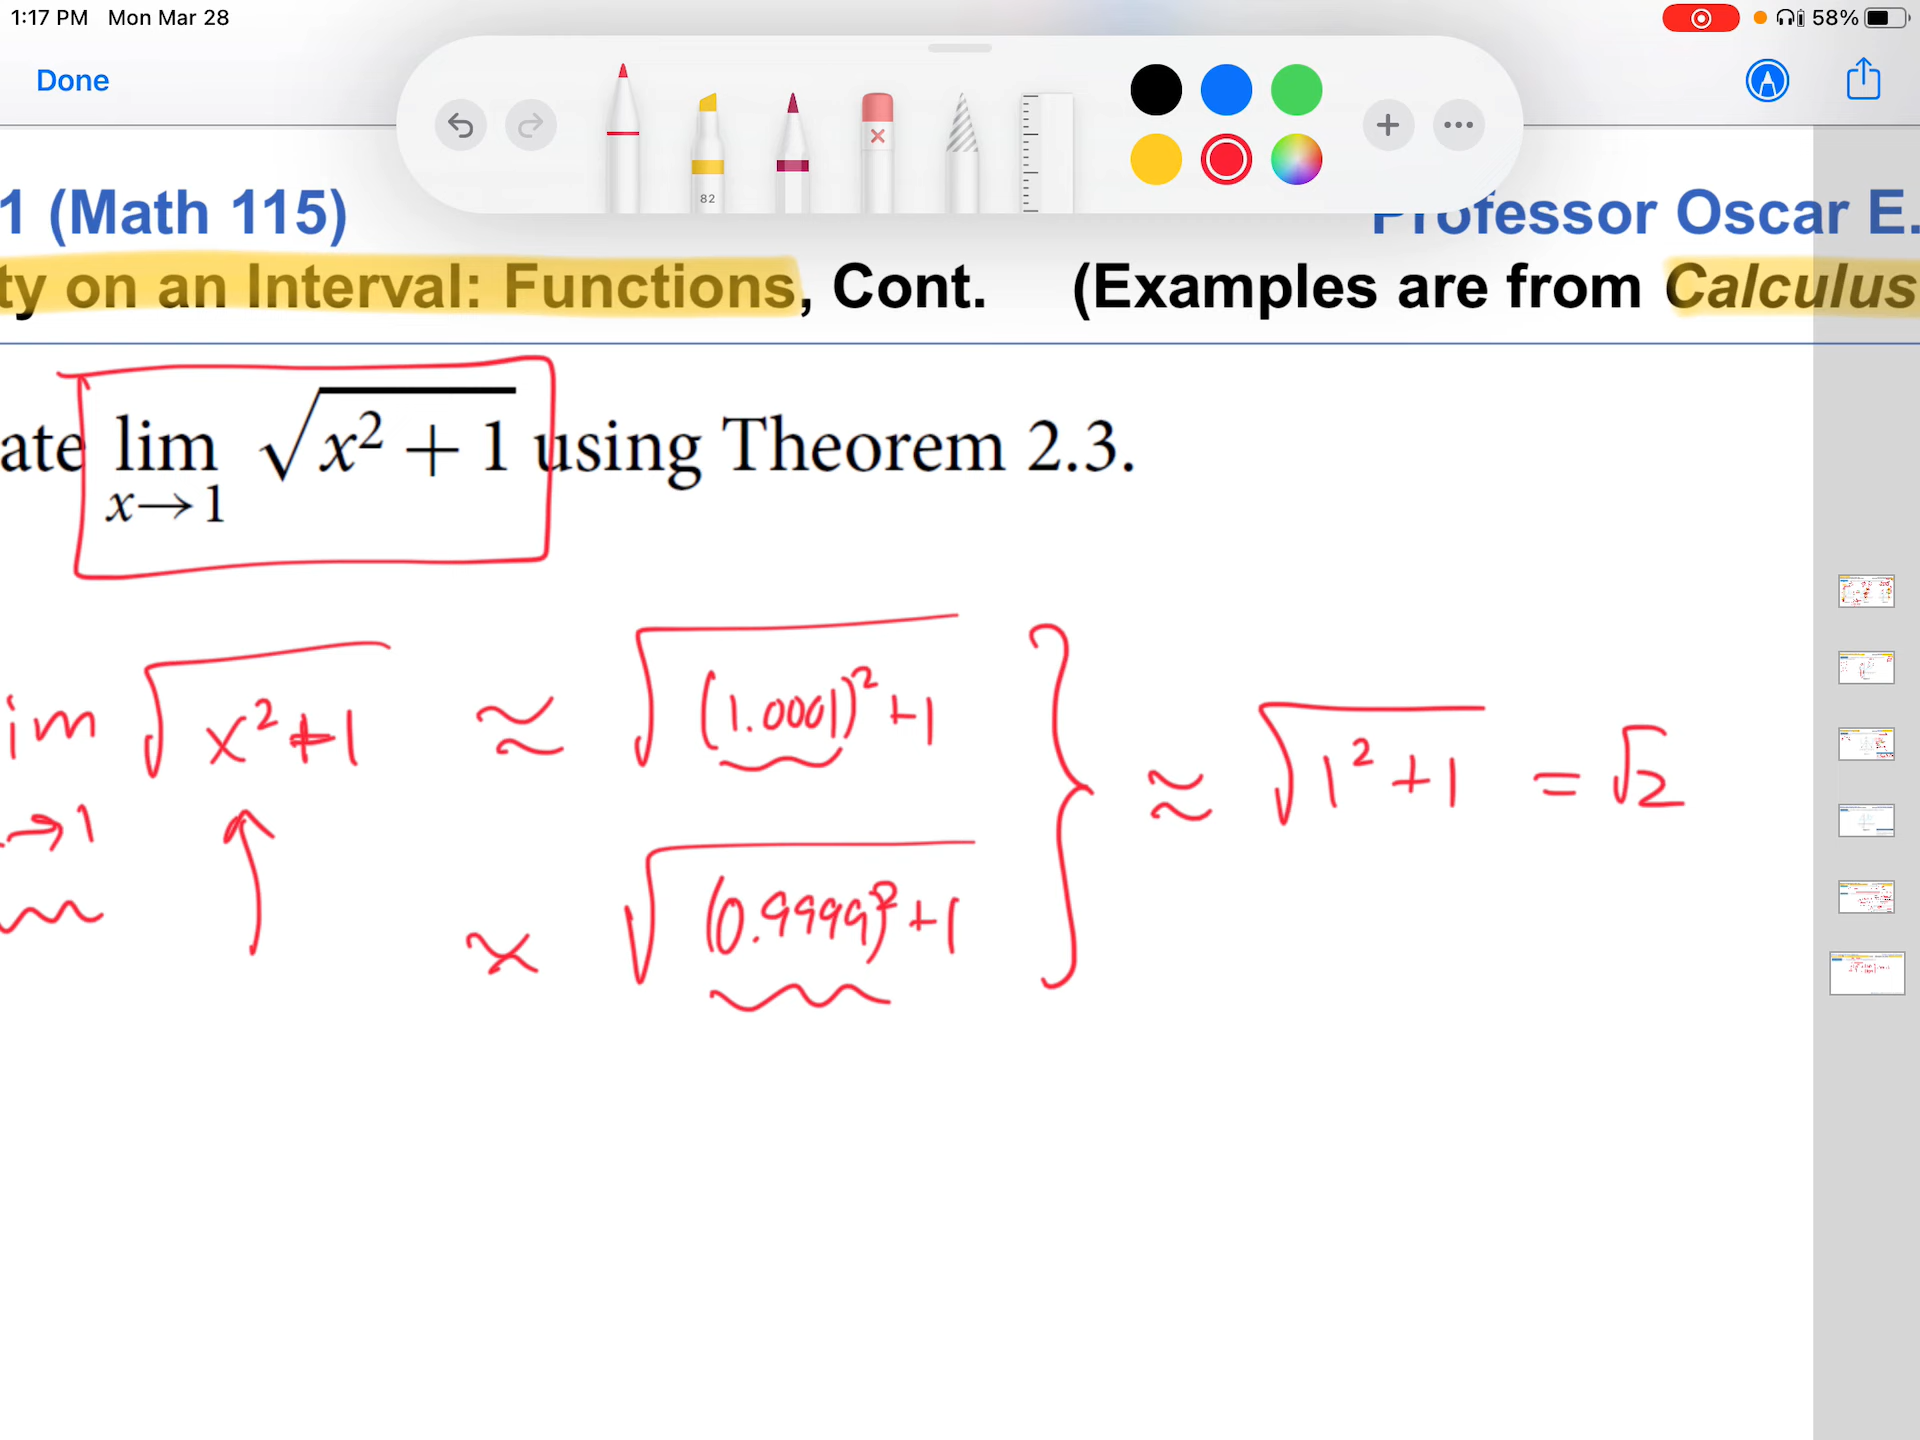 1:17 PM Mon Mar 28
58%
Done
82
1 (Math 115)
Professor Oscar E.
ty on an Interval: Functions, Cont. (Examples are from Calculus
ate lim √x² + 1 using Theorem 2.3.
x→1
im √x²+1 ≈ √(1.0001)²+1
→1
≈ √1²+1 = √2
≈ √(0.9999)²+1